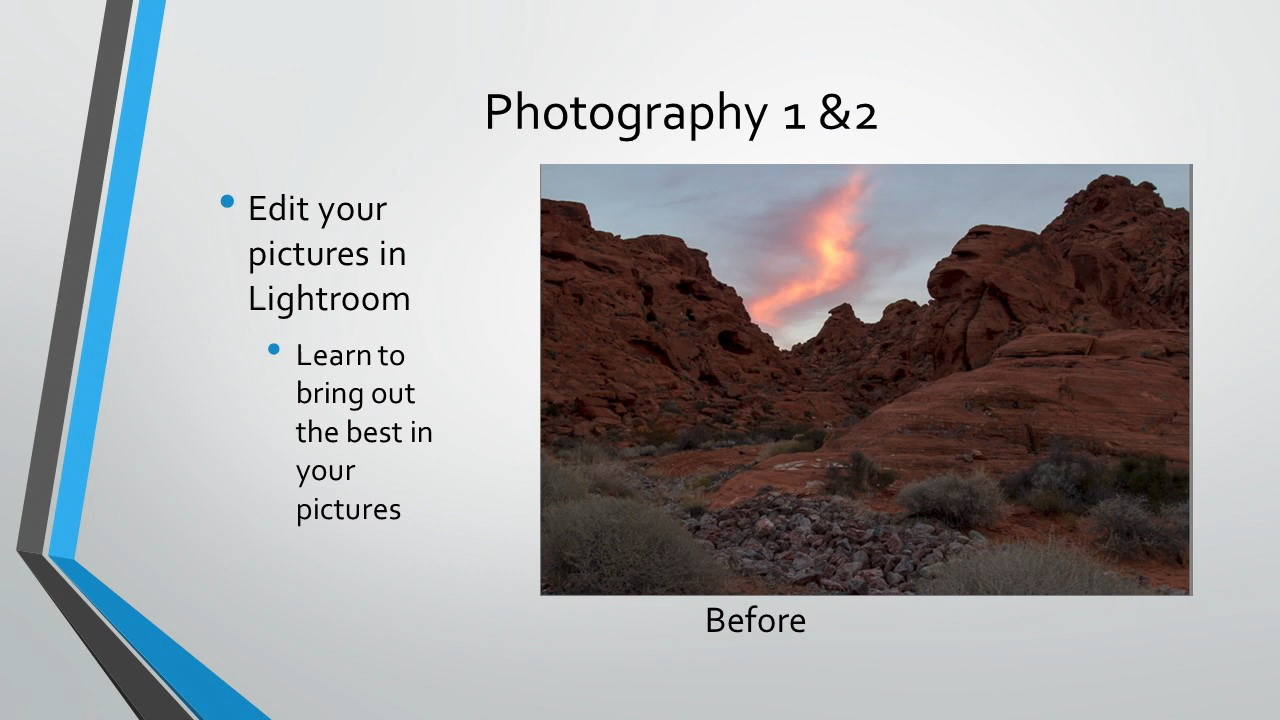 Photography 1 &2
Edit your
pictures in
Lightroom
Learn to
bring out
the best in
your
pictures
Before